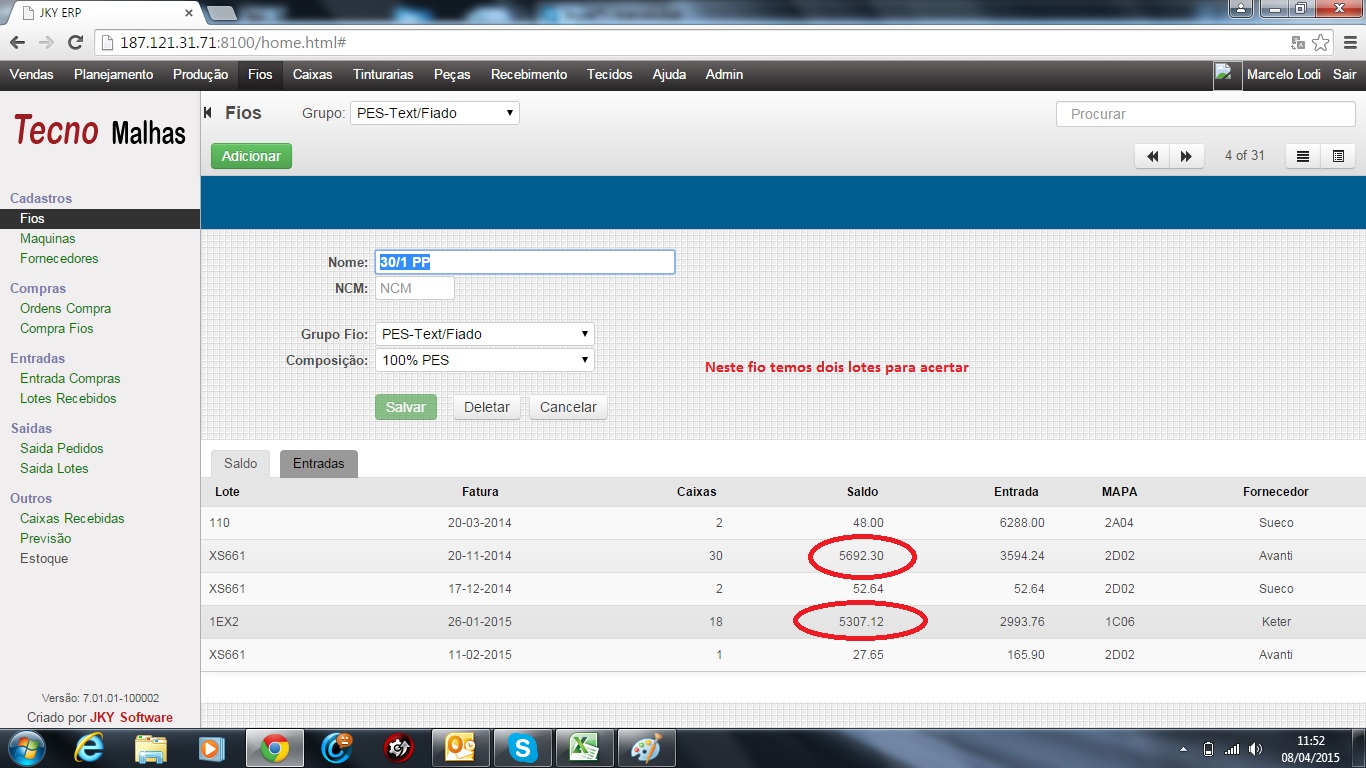 JKY ERP
187.121.31.71:8100/home.html#
Vendas Planejamento Produção Fios Caixas Tinturarias Peças Recebimento Tecidos Ajuda Admin Marcelo Lodi Sair
Tecno Malhas
Fios Grupo: PES-Text/Fiado Procurar
Adicionar 4 of 31
Cadastros
Fios
Maquinas
Fornecedores
Compras
Ordens Compra
Compra Fios
Entradas
Entrada Compras
Lotes Recebidos
Saidas
Saida Pedidos
Saida Lotes
Outros
Caixas Recebidas
Previsão
Estoque
Versão: 7.01.01-100002
Criado por JKY Software
Nome: 30/1 PP
NCM: NCM
Grupo Fio: PES-Text/Fiado
Composição: 100% PES
Neste fio temos dois lotes para acertar
Salvar Deletar Cancelar
Saldo Entradas
Lote Fatura Caixas Saldo Entrada MAPA Fornecedor
110 20-03-2014 2 48.00 6288.00 2A04 Sueco
XS661 20-11-2014 30 5692.30 3594.24 2D02 Avanti
XS661 17-12-2014 2 52.64 52.64 2D02 Sueco
1EX2 26-01-2015 18 5307.12 2993.76 1C06 Keter
XS661 11-02-2015 1 27.65 165.90 2D02 Avanti
11:52
08/04/2015